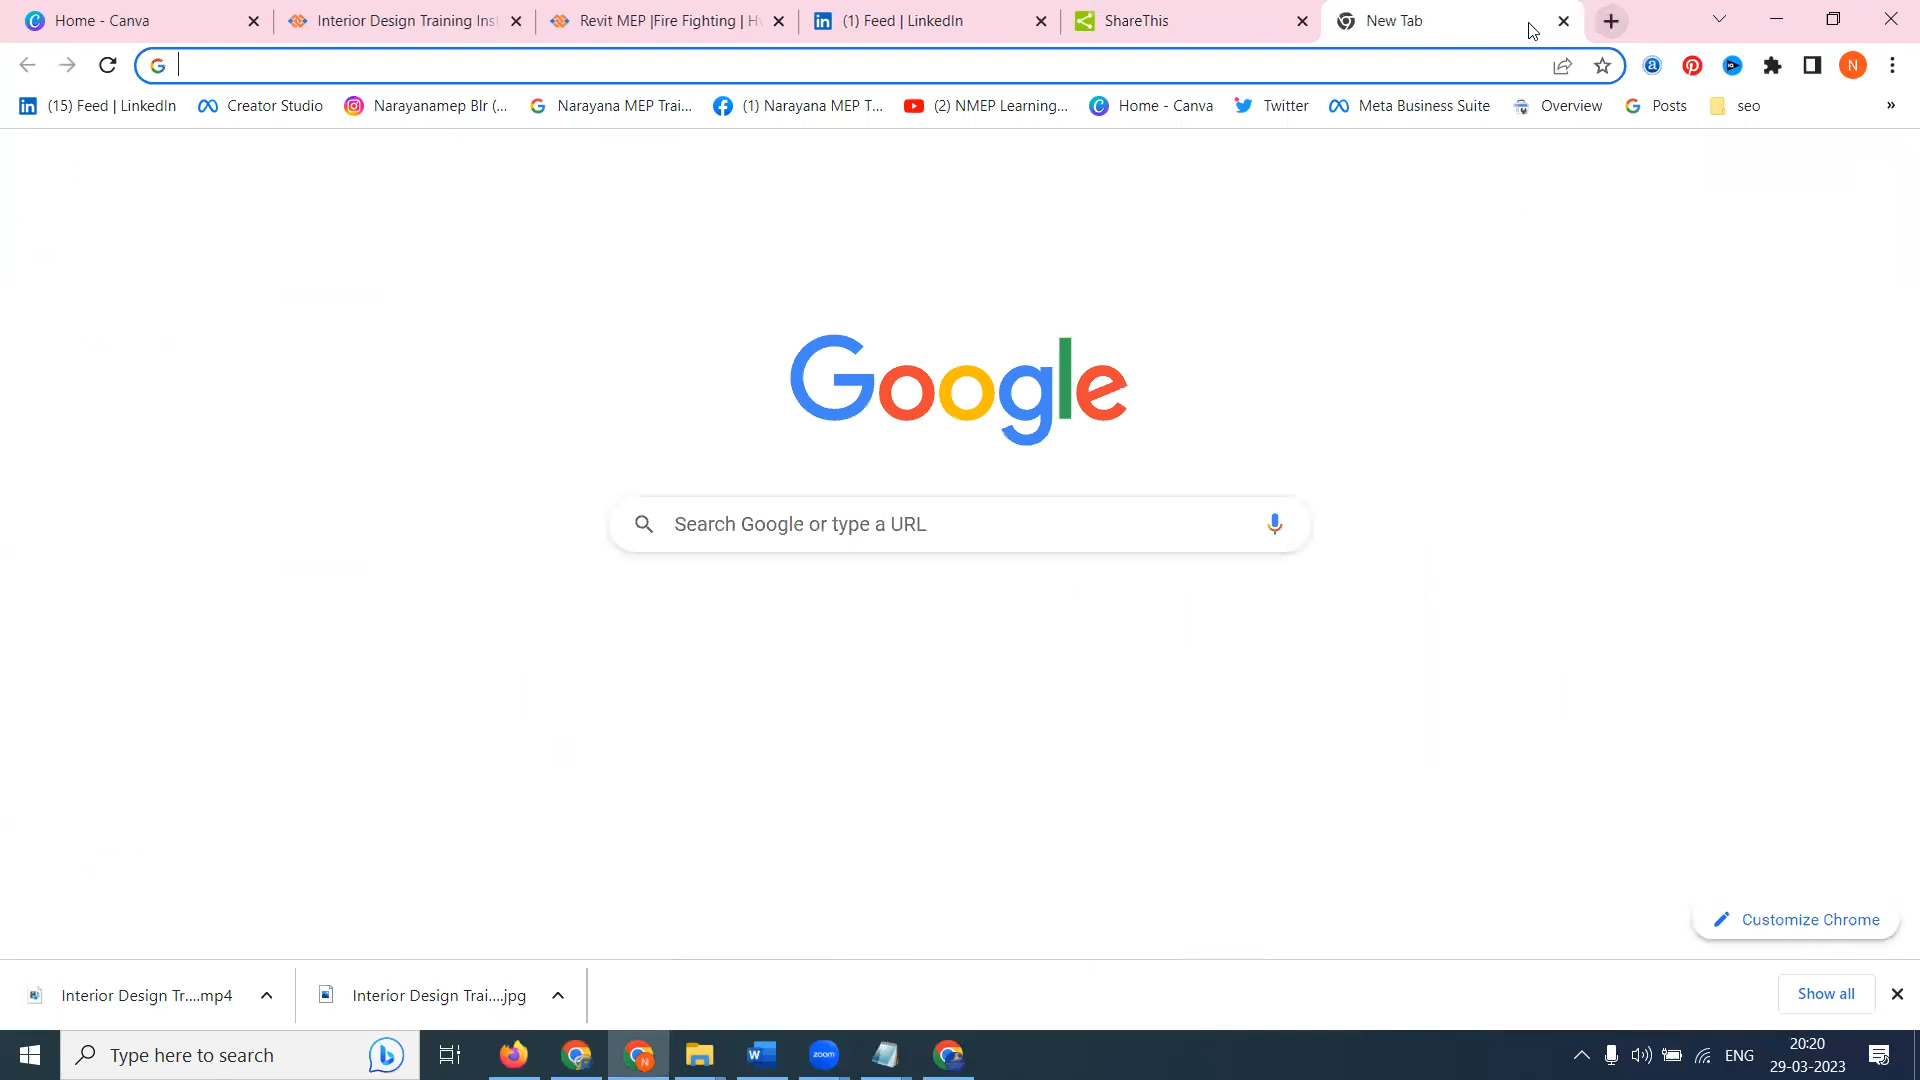 Home - Canva
Interior Design Training Ins
Revit MEP |Fire Fighting | H
(1) Feed | LinkedIn
ShareThis
New Tab
N
(15) Feed | LinkedIn
Creator Studio
Narayanamep Blr (...
Narayana MEP Trai...
(1) Narayana MEP T...
(2) NMEP Learning...
Home - Canva
Twitter
Meta Business Suite
Overview
Posts
seo
»
Google
Search Google or type a URL
Customize Chrome
Interior Design Tr....mp4
Interior Design Trai....jpg
Show all
Type here to search
zoom
ENG
20:20
29-03-2023